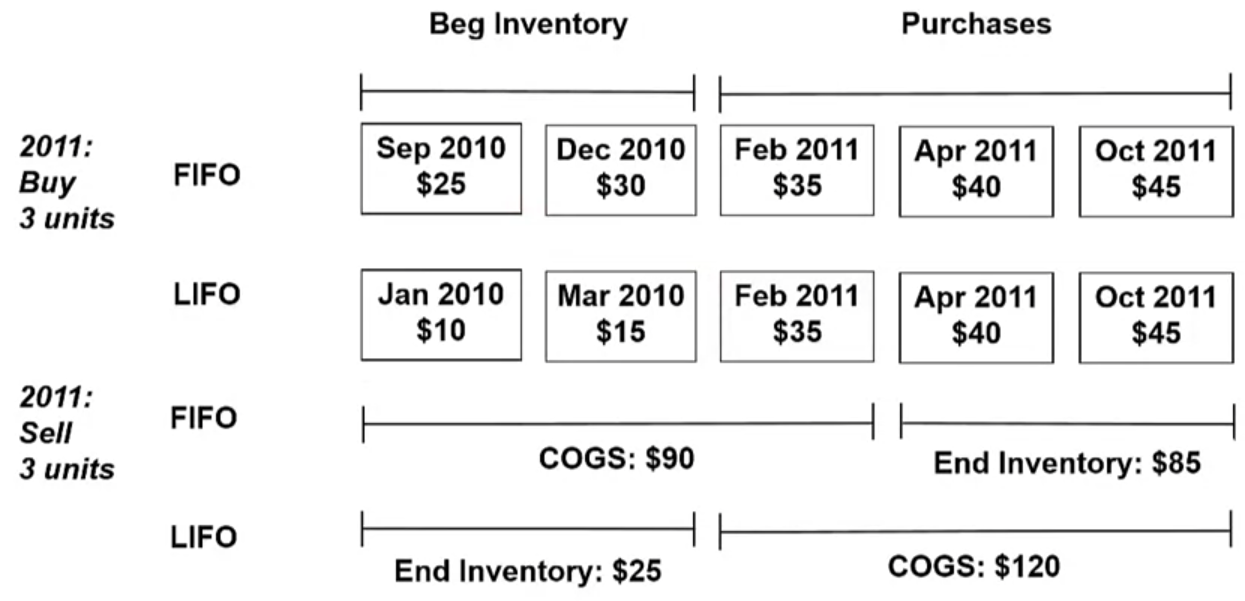 Beg Inventory
Purchases
2011:
Buy
3 units
FIFO
Sep 2010
$25
Dec 2010
$30
Feb 2011
$35
Apr 2011
$40
Oct 2011
$45
LIFO
Jan 2010
$10
Mar 2010
$15
Feb 2011
$35
Apr 2011
$40
Oct 2011
$45
2011:
Sell
3 units
FIFO
COGS: $90
End Inventory: $85
LIFO
End Inventory: $25
COGS: $120